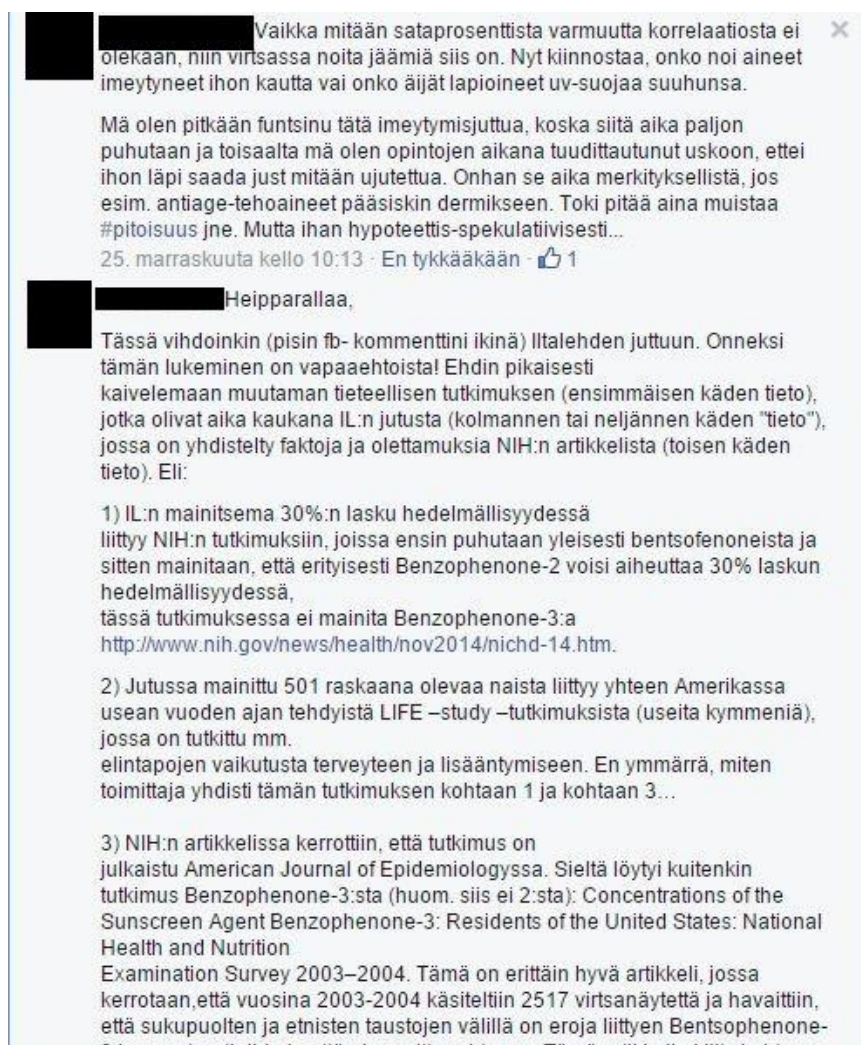 Vaikka mitään sataprosenttista varmuutta korrelaatiosta ei
olekaan, niin virtsassa noita jäämiä siis on. Nyt kiinnostaa, onko noi aineet
imeytyneet ihon kautta vai onko äijät lapioineet uv-suojaa suuhunsa.
Mä olen pitkään funtsinu tätä imeytymisjuttua, koska siitä aika paljon
puhutaan ja toisaalta mä olen opintojen aikana tuudittautunut uskoon, ettei
ihon läpi saada just mitään ujutettua. Onhan se aika merkityksellistä, jos
esim. antiage-tehoaineet pääsiskin dermikseen. Toki pitää aina muistaa
#pitoisuus jne. Mutta ihan hypoteettis-spekulatiivisesti...
25. marraskuuta kello 10:13 · En tykkääkään · 1
Heipparallaa,
Tässä vihdoinkin (pisin fb- kommenttini ikinä) Iltalehden juttuun. Onneksi
tämän lukeminen on vapaaehtoista! Ehdin pikaisesti
kaivelemaan muutaman tieteellisen tutkimuksen (ensimmäisen käden tieto),
jotka olivat aika kaukana IL:n jutusta (kolmannen tai neljännen käden "tieto"),
jossa on yhdistelty faktoja ja olettamuksia NIH:n artikkelista (toisen käden
tieto). Eli:
1) IL:n mainitsema 30%:n lasku hedelmällisyydessä
liittyy NIH:n tutkimuksiin, joissa ensin puhutaan yleisesti bentsofenoneista ja
sitten mainitaan, että erityisesti Benzophenone-2 voisi aiheuttaa 30% laskun
hedelmällisyydessä,
tässä tutkimuksessa ei mainita Benzophenone-3:a
http://www.nih.gov/news/health/nov2014/nichd-14.htm.
2) Jutussa mainittu 501 raskaana olevaa naista liittyy yhteen Amerikassa
usean vuoden ajan tehdyistä LIFE –study –tutkimuksista (useita kymmeniä),
jossa on tutkittu mm.
elintapojen vaikutusta terveyteen ja lisääntymiseen. En ymmärrä, miten
toimittaja yhdisti tämän tutkimuksen kohtaan 1 ja kohtaan 3…
3) NIH:n artikkelissa kerrottiin, että tutkimus on
julkaistu American Journal of Epidemiologyssa. Sieltä löytyi kuitenkin
tutkimus Benzophenone-3:sta (huom. siis ei 2:sta): Concentrations of the
Sunscreen Agent Benzophenone-3: Residents of the United States: National
Health and Nutrition
Examination Survey 2003–2004. Tämä on erittäin hyvä artikkeli, jossa
kerrotaan,että vuosina 2003-2004 käsiteltiin 2517 virtsanäytettä ja havaittiin,
että sukupuolten ja etnisten taustojen välillä on eroja liittyen Bentsophenone-